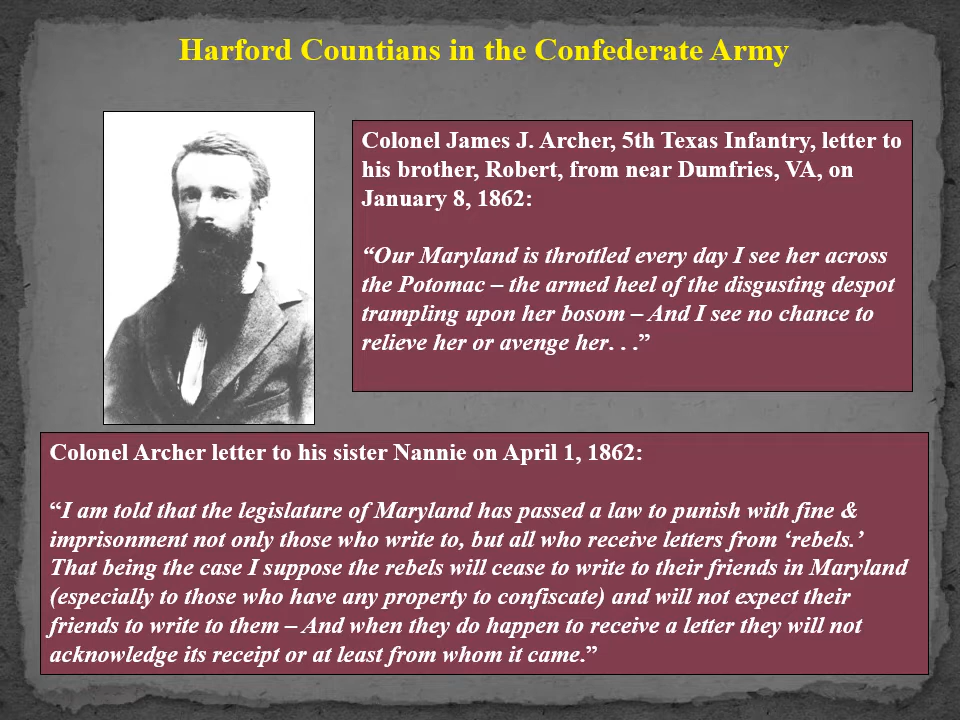 Harford Countians in the Confederate Army
Colonel James J. Archer, 5th Texas Infantry, letter to
his brother, Robert, from near Dumfries, VA, on
January 8, 1862:
“Our Maryland is throttled every day I see her across
the Potomac – the armed heel of the disgusting despot
trampling upon her bosom – And I see no chance to
relieve her or avenge her. . .”
Colonel Archer letter to his sister Nannie on April 1, 1862:
“I am told that the legislature of Maryland has passed a law to punish with fine &
imprisonment not only those who write to, but all who receive letters from ‘rebels.’
That being the case I suppose the rebels will cease to write to their friends in Maryland
(especially to those who have any property to confiscate) and will not expect their
friends to write to them – And when they do happen to receive a letter they will not
acknowledge its receipt or at least from whom it came.”